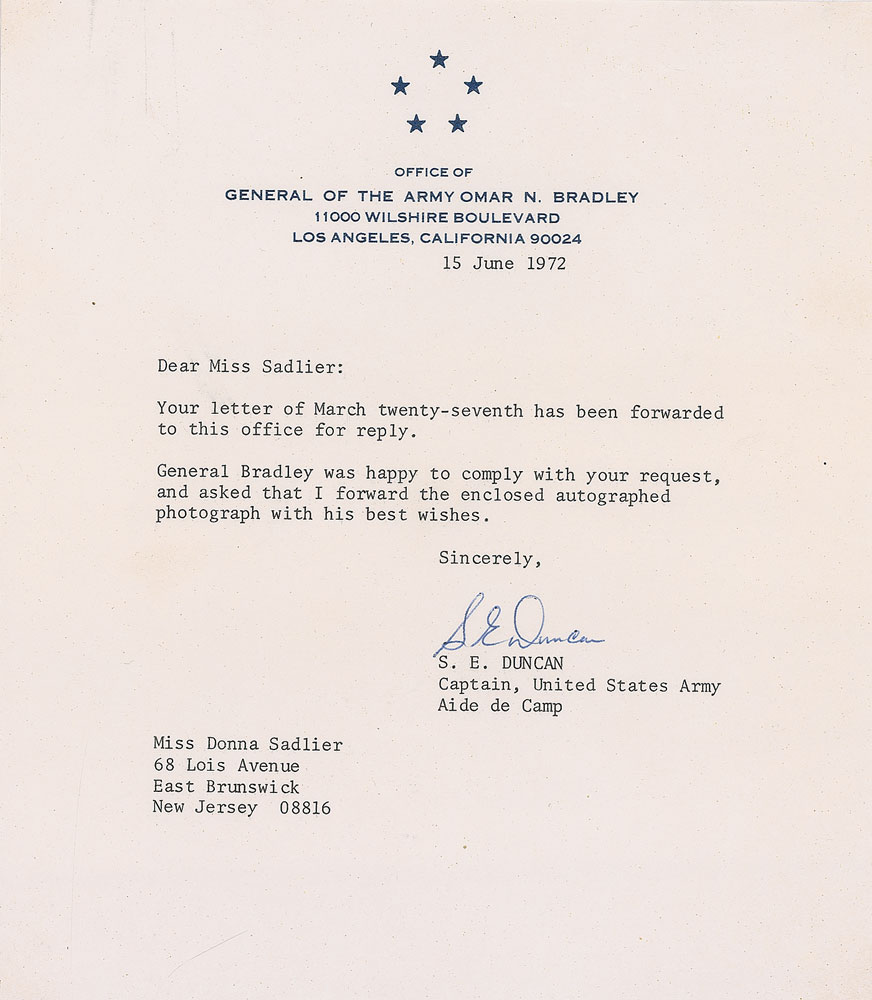 OFFICE OF
GENERAL OF THE ARMY OMAR N. BRADLEY
11000 WILSHIRE BOULEVARD
LOS ANGELES, CALIFORNIA 90024
15 June 1972
Dear Miss Sadlier:
Your letter of March twenty-seventh has been forwarded
to this office for reply.
General Bradley was happy to comply with your request,
and asked that I forward the enclosed autographed
photograph with his best wishes.
Sincerely,
S E Duncan
S. E. DUNCAN
Captain, United States Army
Aide de Camp
Miss Donna Sadlier
68 Lois Avenue
East Brunswick
New Jersey  08816